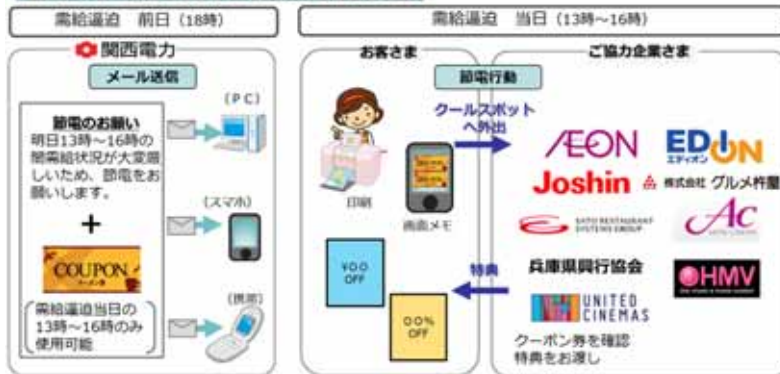 需給逼迫 前日（18時）
需給逼迫 当日（13時～16時）
関西電力
メール送信
節電のお願い
明日13時～16時の
間需給状況が大変厳
しいため、節電をお
願いします。
+
COUPON
クーポン券
需給逼迫当日の
13時～16時のみ
使用可能
(PC)
(スマホ)
(携帯)
お客さま
ご協力企業さま
節電行動
クールスポット
へ外出
印刷
画面メモ
特典
¥○○
OFF
○○%
OFF
ÆON
EDION
エディオン
Joshin
株式会社 グルメ杵屋
SATO RESTAURANT
SYSTEMS GROUP
Ac
兵庫県興行協会
HMV
UNITED
CINEMAS
クーポン券を確認
特典をお渡し